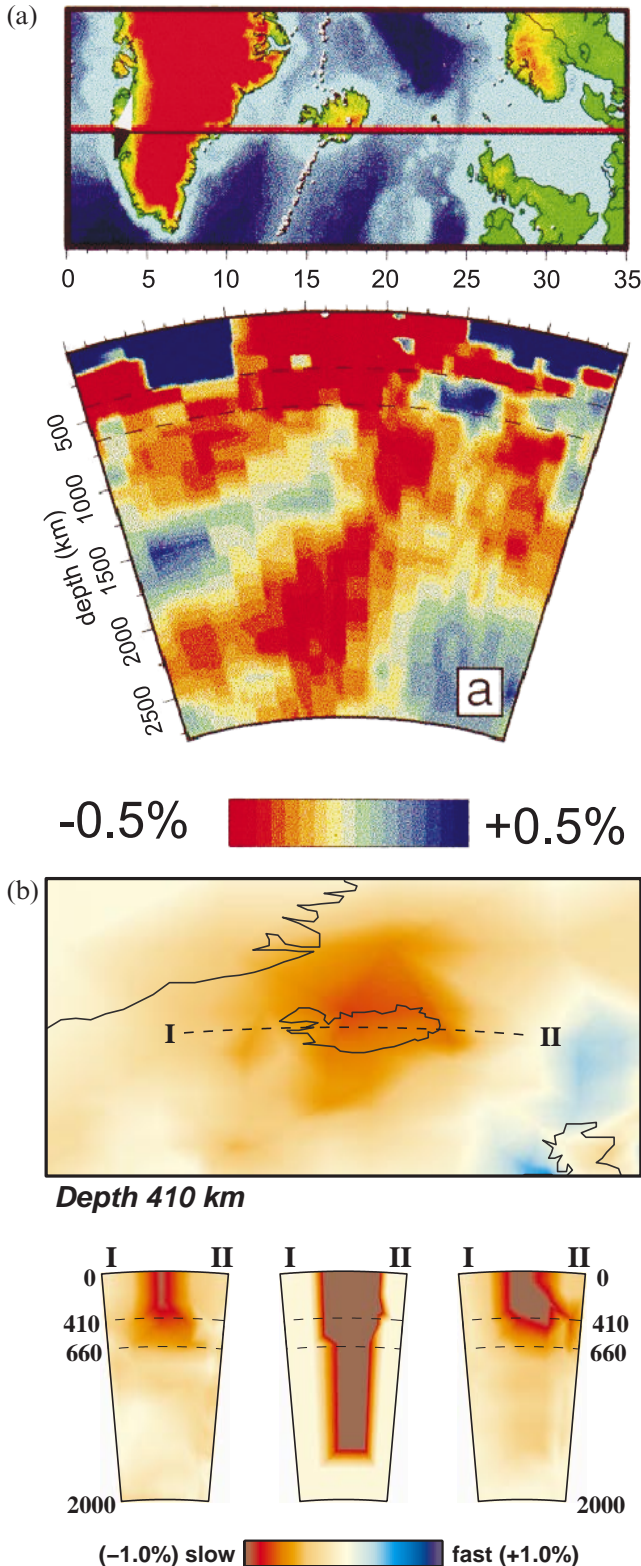 (a)
0 5 10 15 20 25 30 35
500
1000
1500
2000
2500
depth (km)
a
-0.5% +0.5%
(b)
I II
Depth 410 km
I II I II I II
0 0
410 410
660 660
2000 2000
(−1.0%) slow fast (+1.0%)